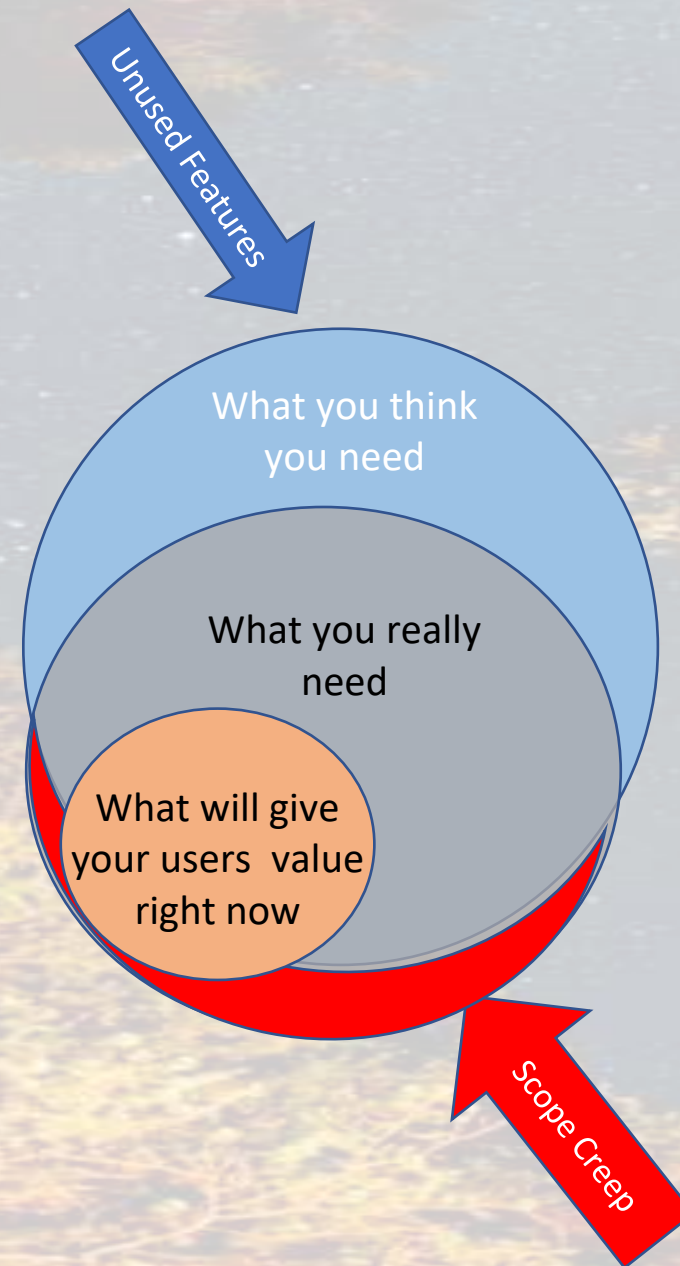 Unused Features
What you think
you need
What you really
need
What will give
your users  value
right now
Scope Creep